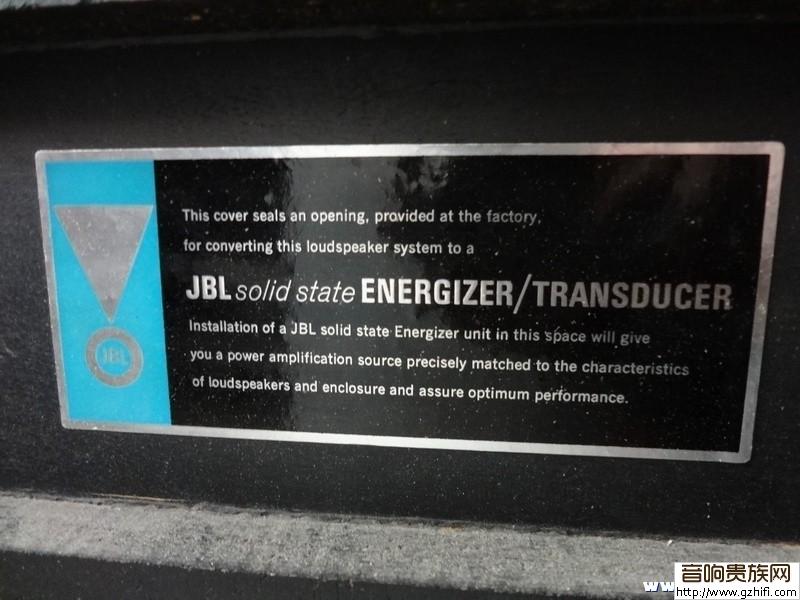 This cover seals an opening, provided at the factory,
for converting this loudspeaker system to a
JBL solid state ENERGIZER/TRANSDUCER
Installation of a JBL solid state Energizer unit in this space will give
you a power amplification source precisely matched to the characteristics
of loudspeakers and enclosure and assure optimum performance.
JBL
音响贵族网
http://www.gzhifi.com